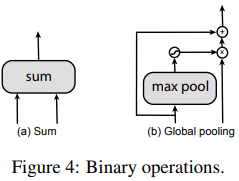 sum
max pool
(a) Sum
(b) Global pooling
Figure 4: Binary operations.